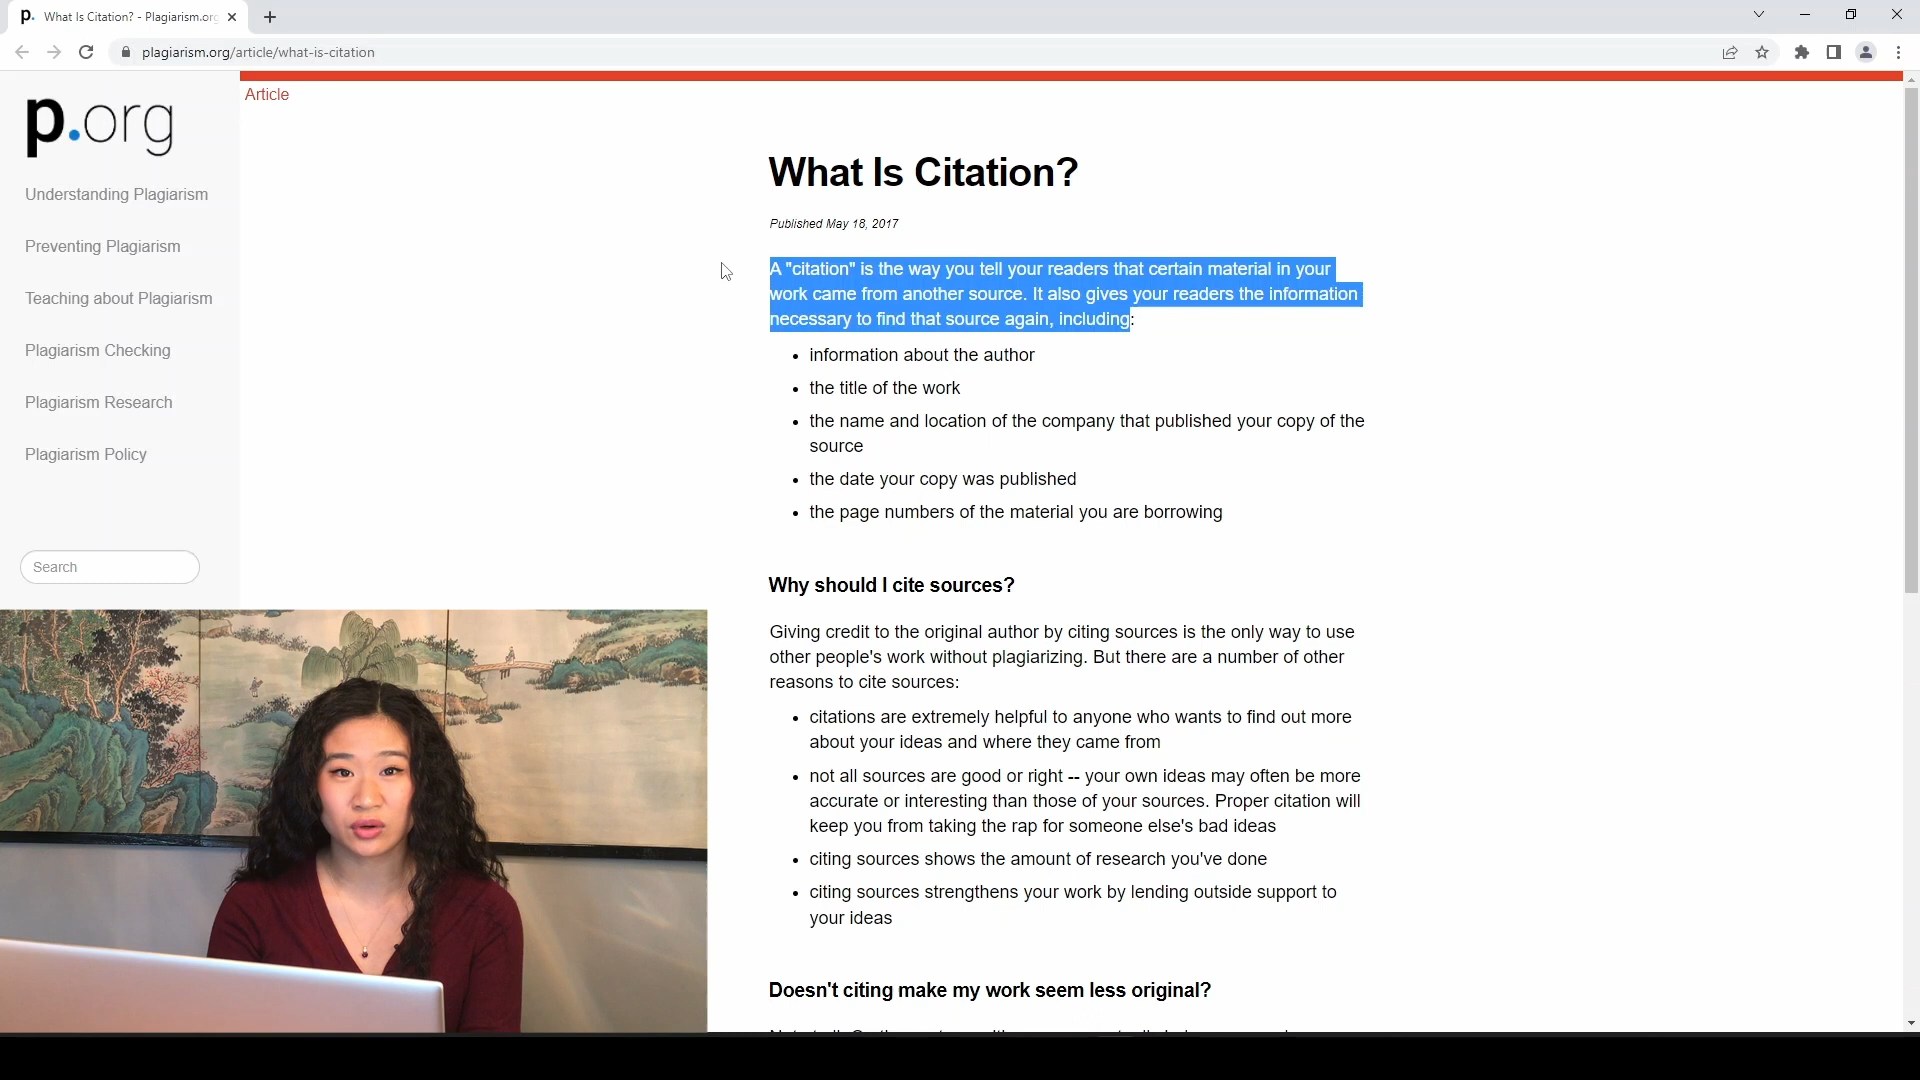 What Is Citation? - Plagiarism.org
plagiarism.org/article/what-is-citation
p.org
Understanding Plagiarism
Preventing Plagiarism
Teaching about Plagiarism
Plagiarism Checking
Plagiarism Research
Plagiarism Policy
Search
Article
What Is Citation?
Published May 18, 2017
A "citation" is the way you tell your readers that certain material in your
work came from another source. It also gives your readers the information
necessary to find that source again, including:
• information about the author
• the title of the work
• the name and location of the company that published your copy of the
source
• the date your copy was published
• the page numbers of the material you are borrowing
Why should I cite sources?
Giving credit to the original author by citing sources is the only way to use
other people's work without plagiarizing. But there are a number of other
reasons to cite sources:
• citations are extremely helpful to anyone who wants to find out more
about your ideas and where they came from
• not all sources are good or right -- your own ideas may often be more
accurate or interesting than those of your sources. Proper citation will
keep you from taking the rap for someone else's bad ideas
• citing sources shows the amount of research you've done
• citing sources strengthens your work by lending outside support to
your ideas
Doesn't citing make my work seem less original?